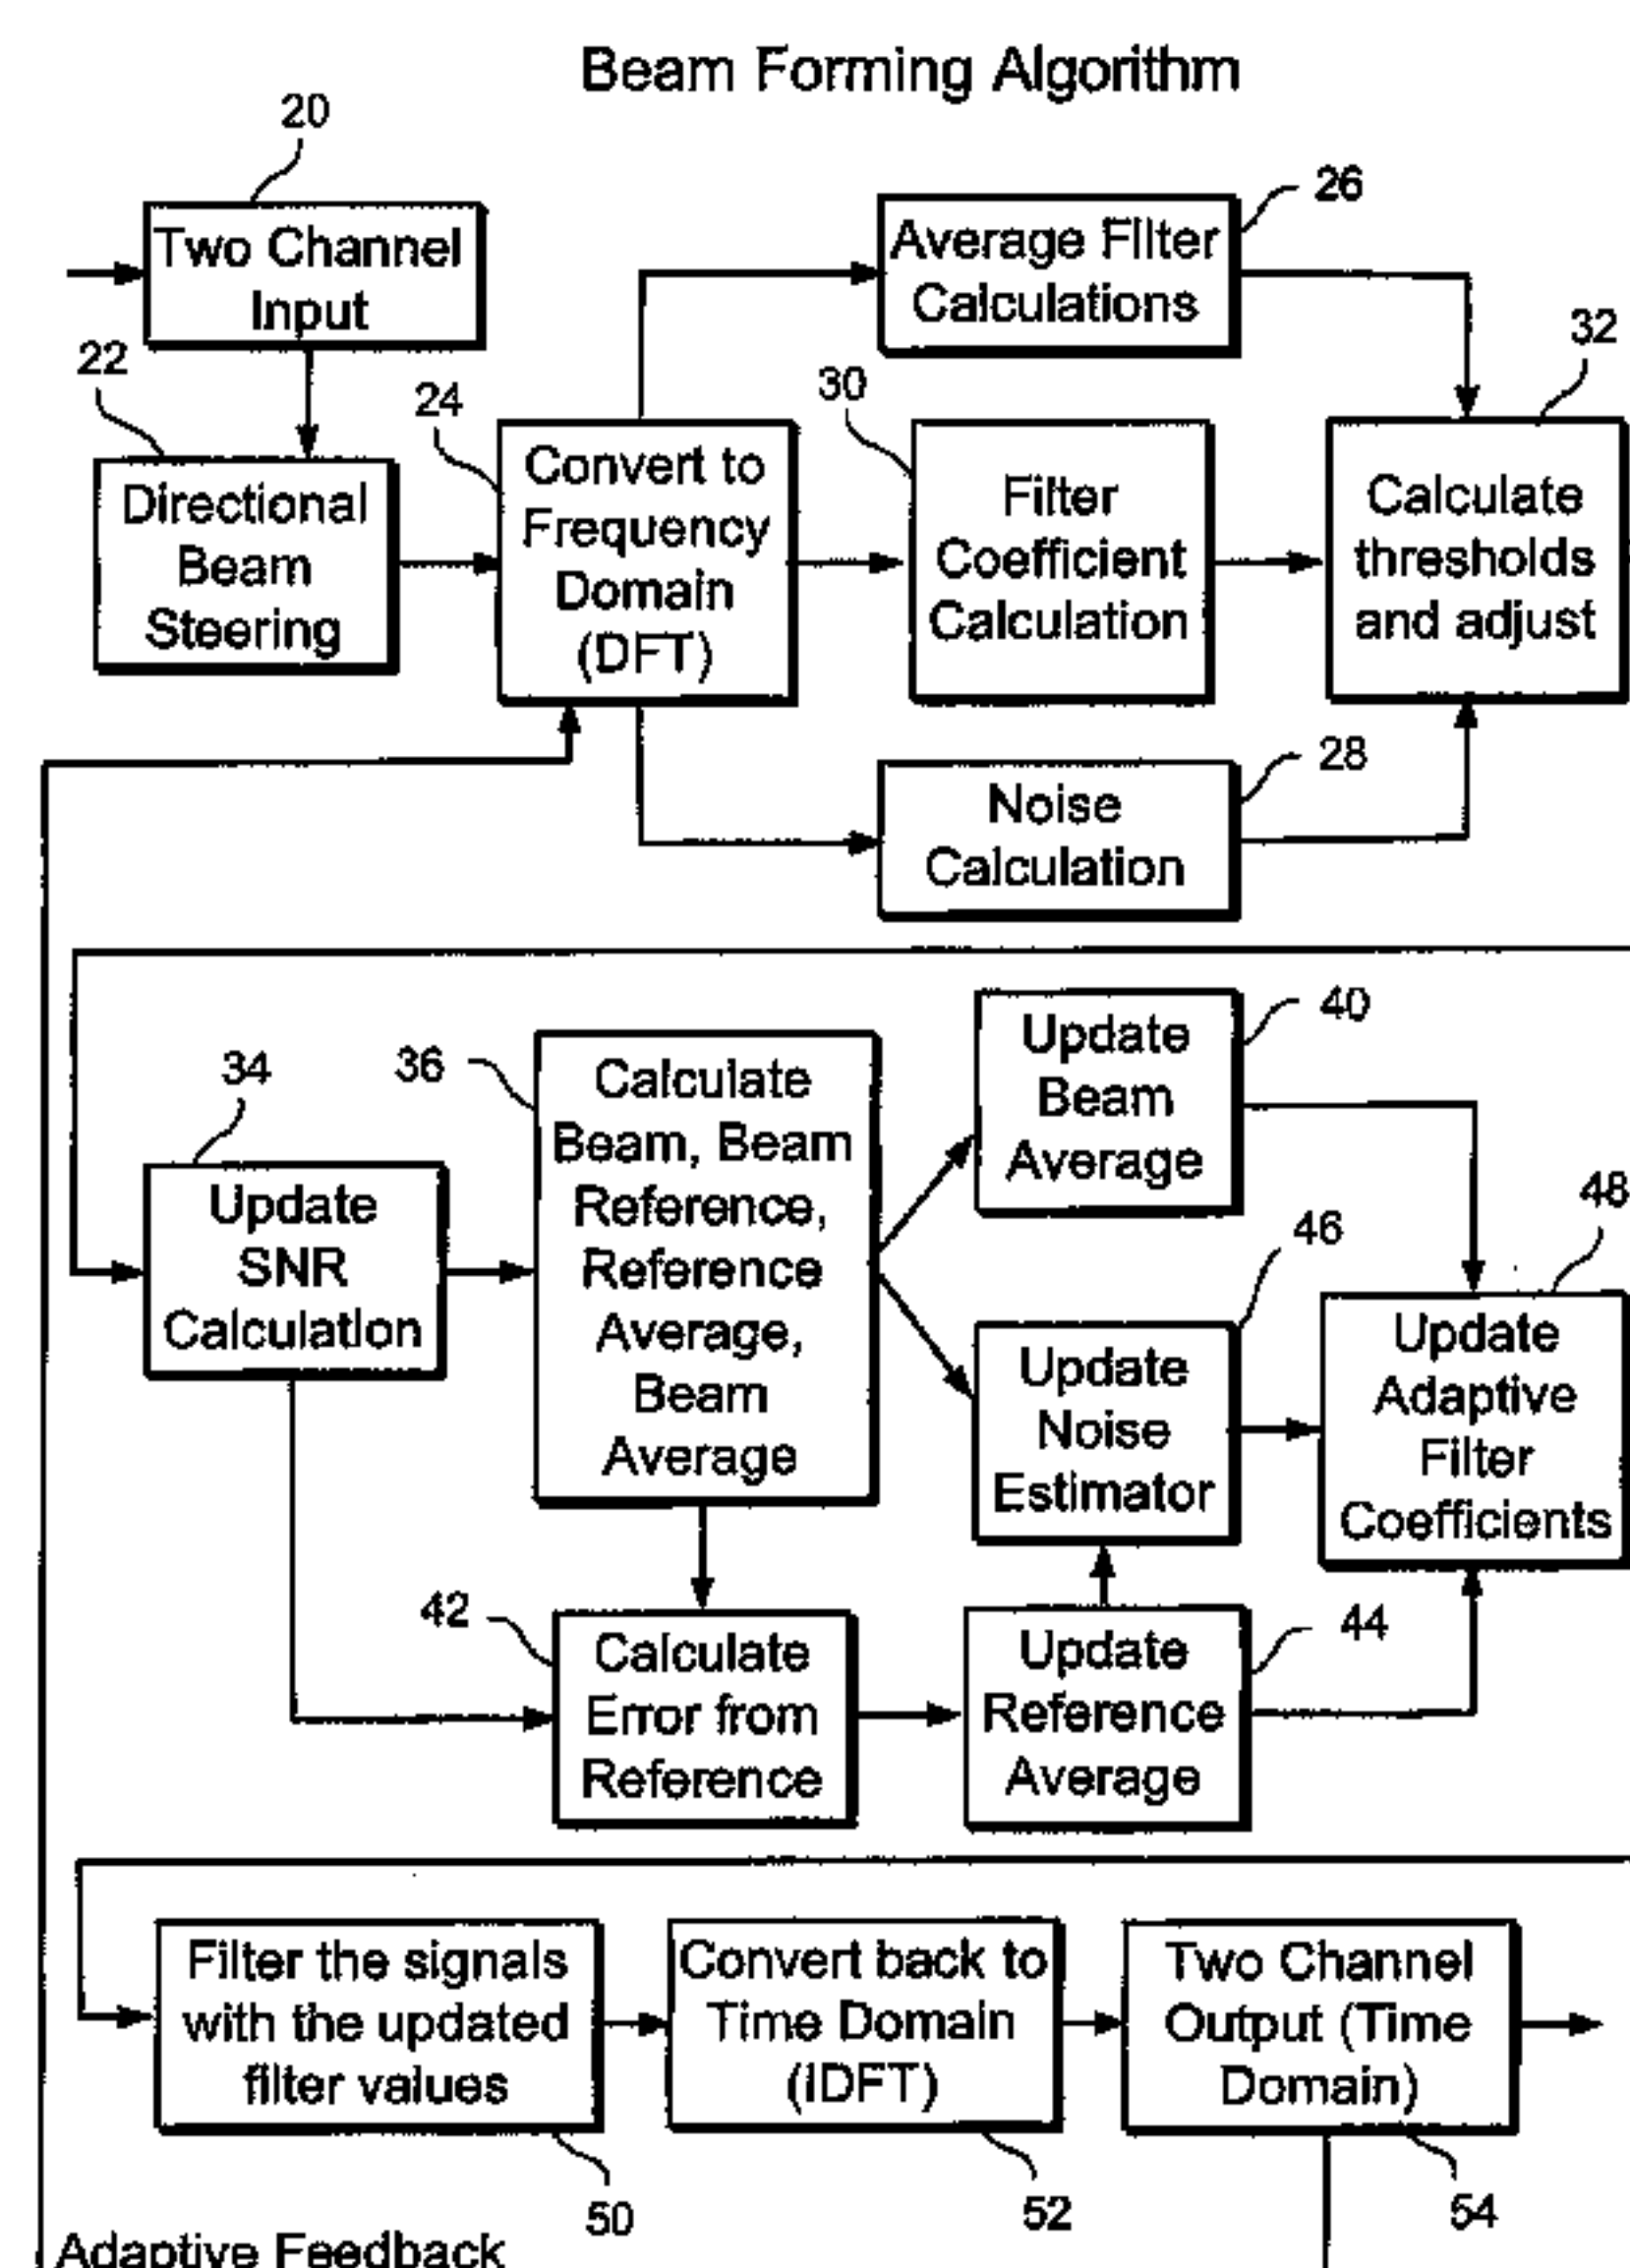 Beam Forming Algorithm
20
Two Channel
Input
22
Directional
Beam
Steering
24
Convert to
Frequency
Domain
(DFT)
26
Average Filter
Calculations
30
Filter
Coefficient
Calculation
32
Calculate
thresholds
and adjust
28
Noise
Calculation
34
Update
SNR
Calculation
36
Calculate
Beam, Beam
Reference,
Reference
Average,
Beam
Average
40
Update
Beam
Average
46
Update
Noise
Estimator
48
Update
Adaptive
Filter
Coefficients
42
Calculate
Error from
Reference
44
Update
Reference
Average
Filter the signals
with the updated
filter values
50
Convert back to
Time Domain
(IDFT)
52
Two Channel
Output (Time
Domain)
54
Adaptive Feedback